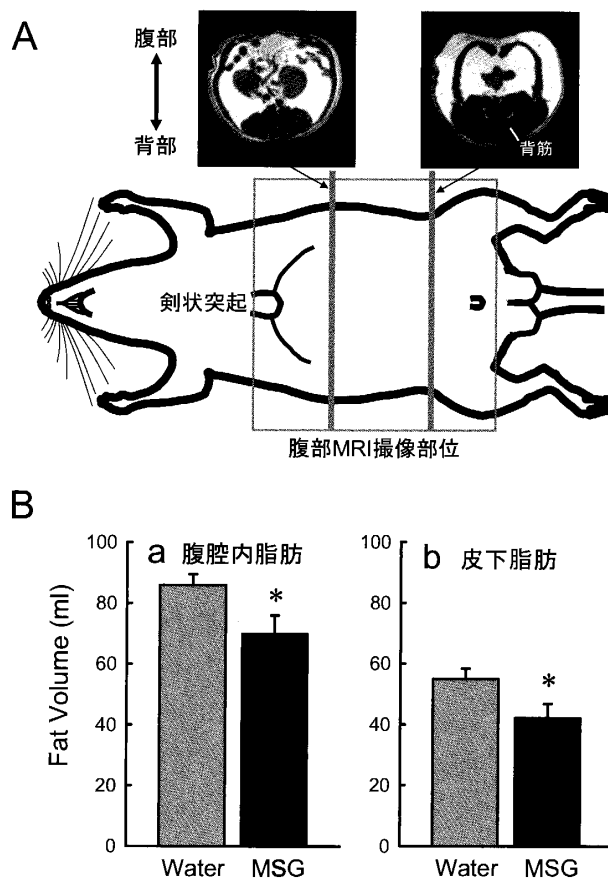 A
腹部
背部
背筋
剣状突起
腹部MRI撮像部位
B
a 腹腔内脂肪
b 皮下脂肪
Fat Volume (ml)
100
80
60
40
20
0
*
Water
MSG
100
80
60
40
20
0
*
Water
MSG